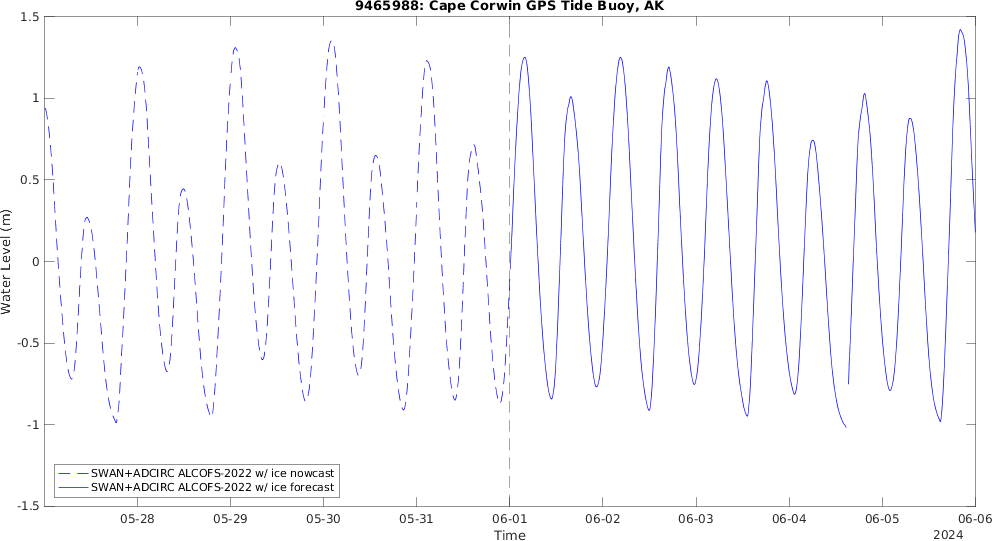 9465988: Cape Corwin GPS Tide Buoy, AK
1.5
1
0.5
0
-0.5
-1
-1.5
Water Level (m)
SWAN+ADCIRC ALCOFS-2022 w/ ice nowcast
SWAN+ADCIRC ALCOFS-2022 w/ ice forecast
05-28 05-29 05-30 05-31 06-01 06-02 06-03 06-04 06-05 06-06
Time
2024